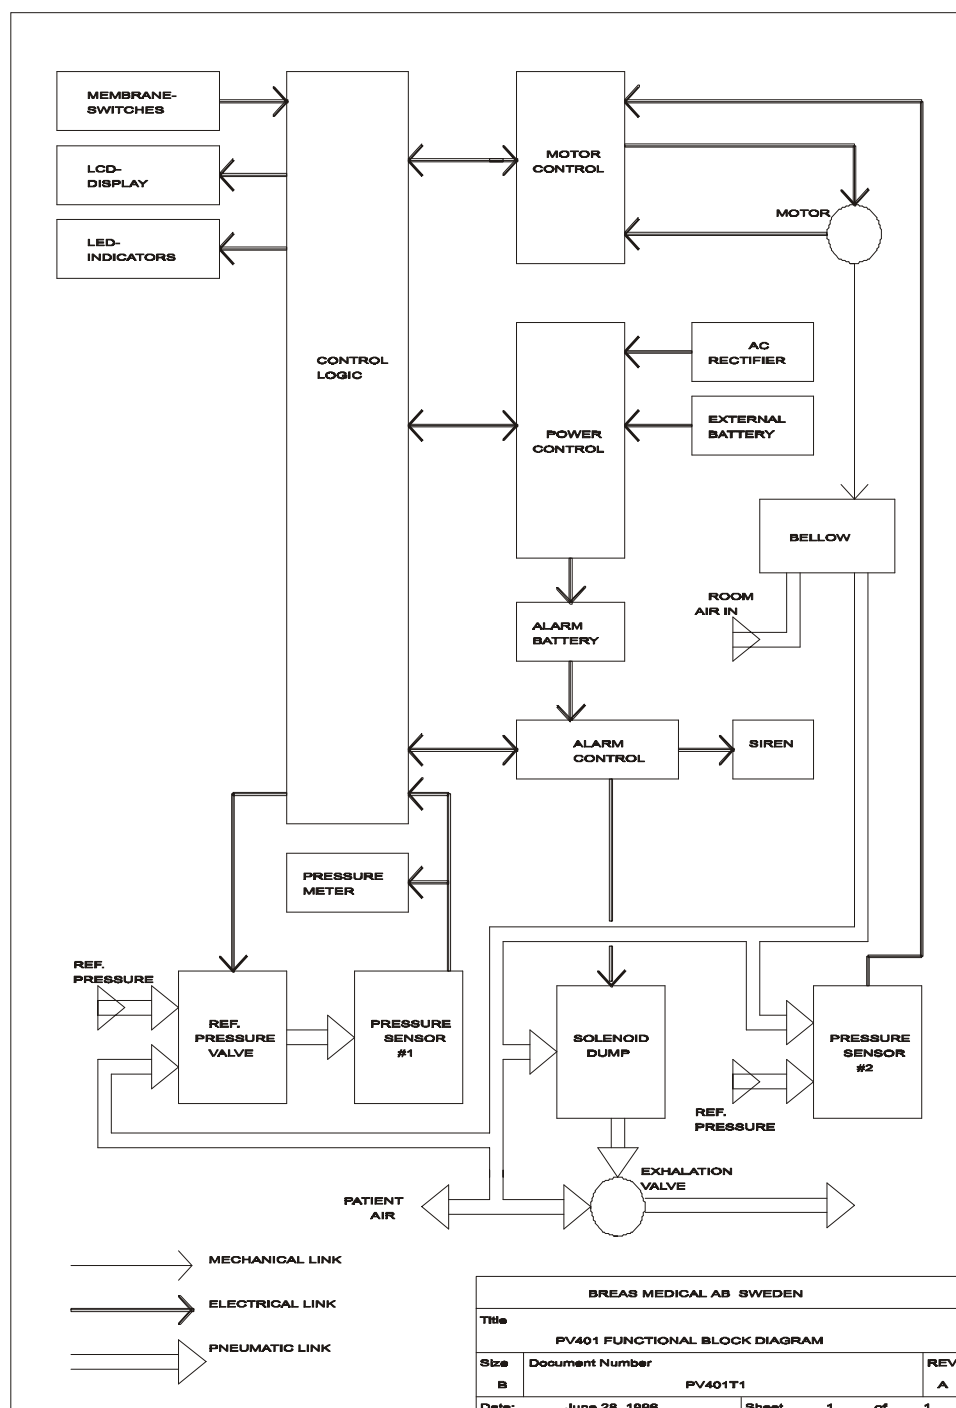 MEMBRANE-
SWITCHES
LCD-
DISPLAY
LED-
INDICATORS
CONTROL
LOGIC
MOTOR
CONTROL
MOTOR
AC
RECTIFIER
EXTERNAL
BATTERY
POWER
CONTROL
BELLOW
ROOM
AIR IN
ALARM
BATTERY
ALARM
CONTROL
SIREN
PRESSURE
METER
REF.
PRESSURE
REF.
PRESSURE
VALVE
PRESSURE
SENSOR
#1
SOLENOID
DUMP
PRESSURE
SENSOR
#2
REF.
PRESSURE
EXHALATION
VALVE
PATIENT
AIR
MECHANICAL LINK
ELECTRICAL LINK
PNEUMATIC LINK
BREAS MEDICAL AB SWEDEN
Title
PV401 FUNCTIONAL BLOCK DIAGRAM
Size Document Number REV
B PV401T1 A
Date: June 28, 1996 Sheet 1 of 1